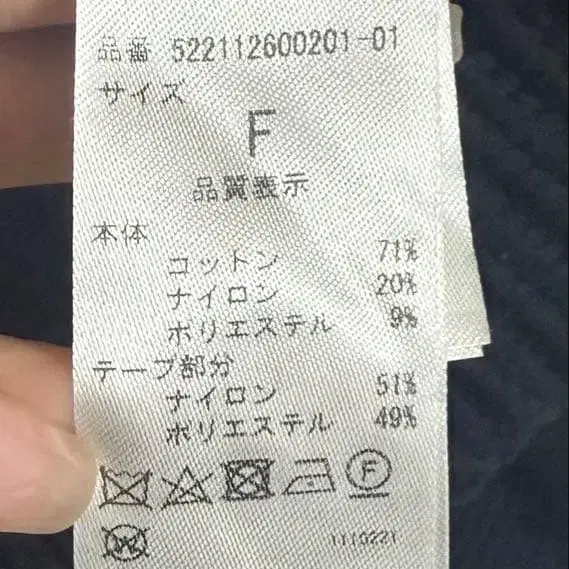 品番 522112600201-01
サイズ
F
品質表示
本体
コットン 71%
ナイロン 20%
ポリエステル 9%
テープ部分
ナイロン 51%
ポリエステル 49%
F
W
1110221